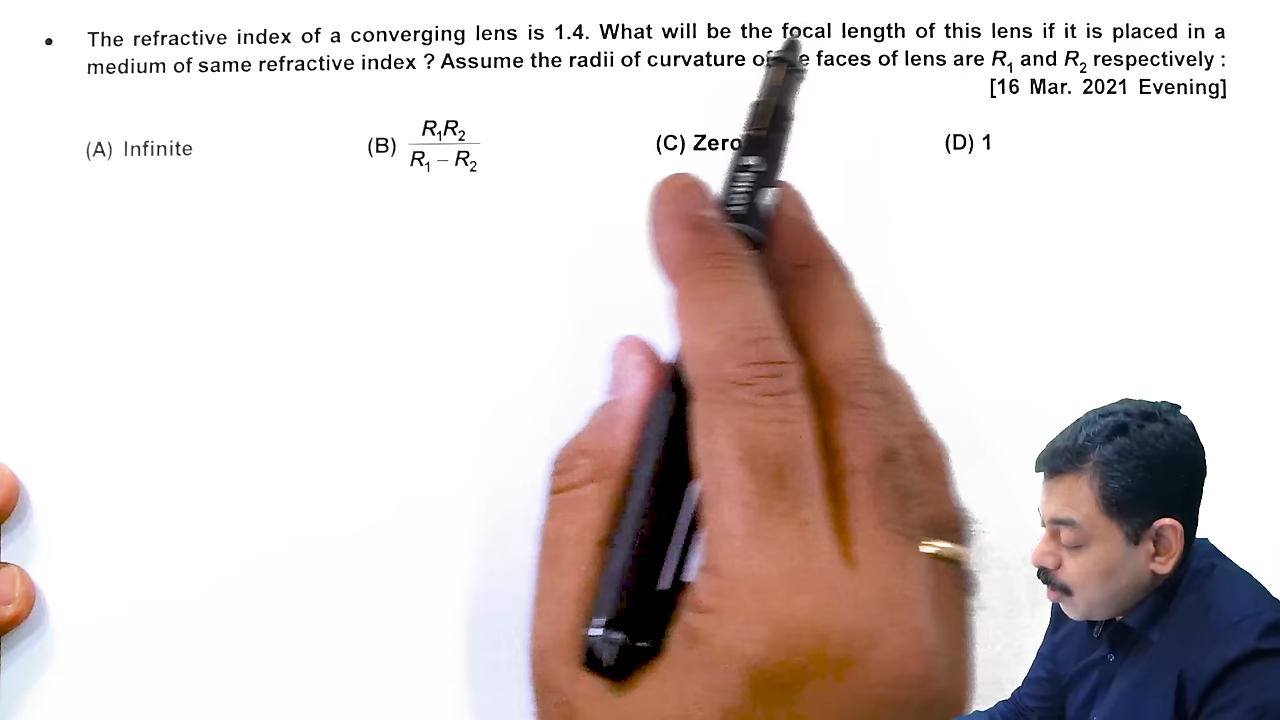 • The refractive index of a converging lens is 1.4. What will be the focal length of this lens if it is placed in a
medium of same refractive index ? Assume the radii of curvature of faces of lens are R₁ and R₂ respectively :
[16 Mar. 2021 Evening]
(A) Infinite (B) R₁R₂ / R₁ – R₂ (C) Zero (D) 1